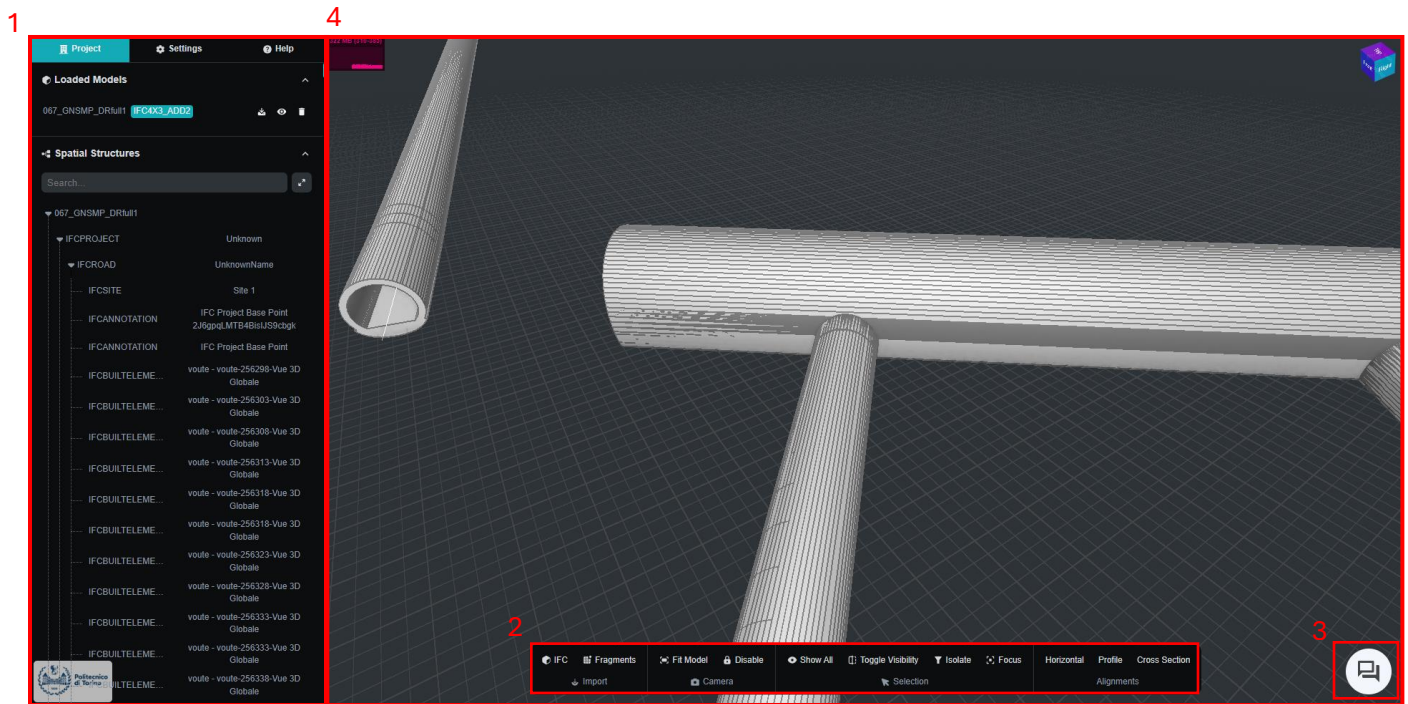 1
4
Project Settings Help
Loaded Models
067_GNSMP_DRfull1 IFC4X3_ADD2
Spatial Structures
Search...
067_GNSMP_DRfull1
IFCPROJECT Unknown
IFCROAD UnknownName
IFCSITE Site 1
IFCANNOTATION IFC Project Base Point
2J6gpqLMTB4BisIJS9cbgk
IFCANNOTATION IFC Project Base Point
IFCBUILTELEME... voute - voute-256298-Vue 3D
Globale
IFCBUILTELEME... voute - voute-256303-Vue 3D
Globale
IFCBUILTELEME... voute - voute-256308-Vue 3D
Globale
IFCBUILTELEME... voute - voute-256313-Vue 3D
Globale
IFCBUILTELEME... voute - voute-256318-Vue 3D
Globale
IFCBUILTELEME... voute - voute-256318-Vue 3D
Globale
IFCBUILTELEME... voute - voute-256323-Vue 3D
Globale
IFCBUILTELEME... voute - voute-256328-Vue 3D
Globale
IFCBUILTELEME... voute - voute-256333-Vue 3D
Globale
IFCBUILTELEME... voute - voute-256333-Vue 3D
Globale
UILTELEME... voute - voute-256338-Vue 3D
Globale
Politecnico
di Torino
Right
2
IFC Fragments Fit Model Disable Show All Toggle Visibility Isolate Focus Horizontal Profile Cross Section
Import Camera Selection Alignments
3